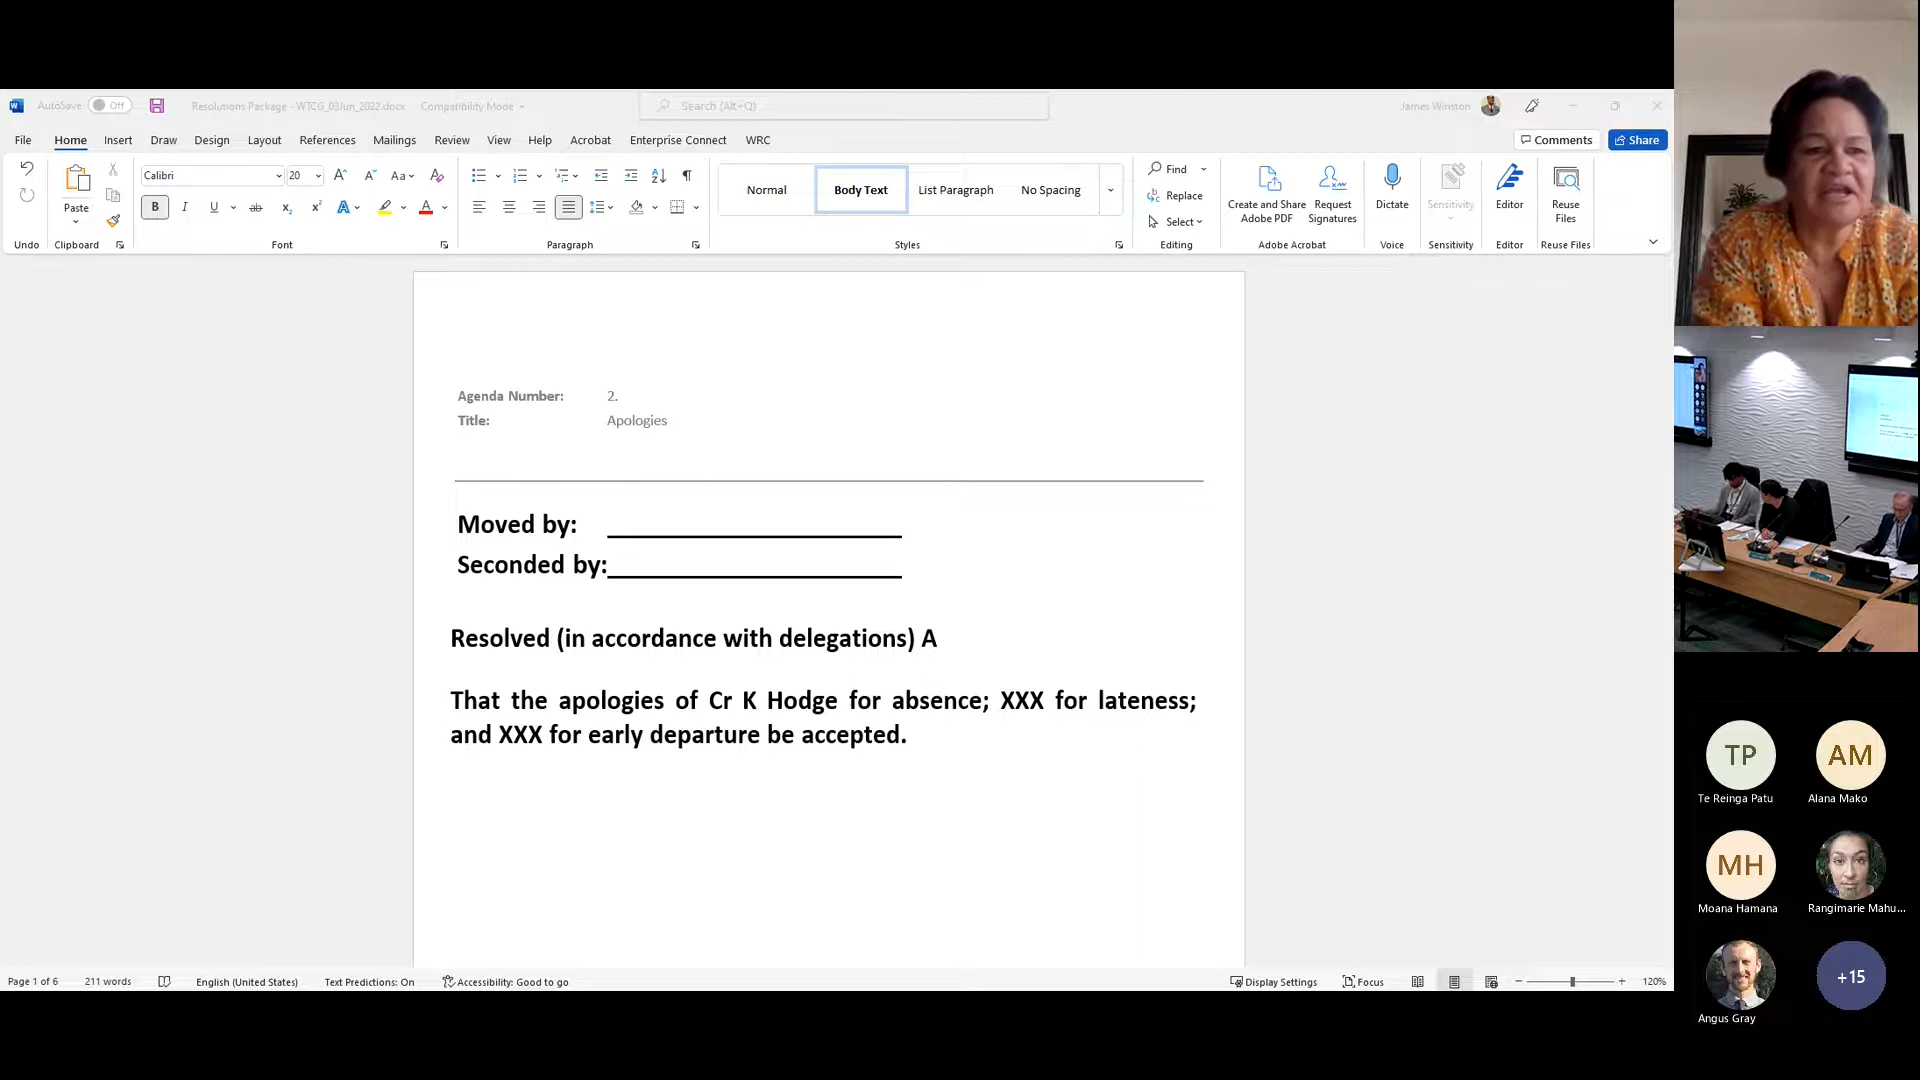 AutoSave Off Resolutions Package - WTCG_03Jun_2022.docx Compatibility Mode Search (Alt+Q) James Winston
File Home Insert Draw Design Layout References Mailings Review View Help Acrobat Enterprise Connect WRC Comments Share
Calibri 20 Aa
Normal Body Text List Paragraph No Spacing
Find
Replace
Select
Paste
Create and Share Adobe PDF
Request Signatures
Dictate
Sensitivity
Editor
Reuse Files
Undo Clipboard Font Paragraph Styles Editing Adobe Acrobat Voice Sensitivity Editor Reuse Files
Agenda Number: 2.
Title: Apologies
Moved by:
Seconded by:
Resolved (in accordance with delegations) A
That the apologies of Cr K Hodge for absence; XXX for lateness;
and XXX for early departure be accepted.
Page 1 of 6 211 words English (United States) Text Predictions: On Accessibility: Good to go Display Settings Focus 120%
TP AM
Te Reinga Patu Alana Mako
MH
Moana Hamana Rangimarie Mahu...
+15
Angus Gray